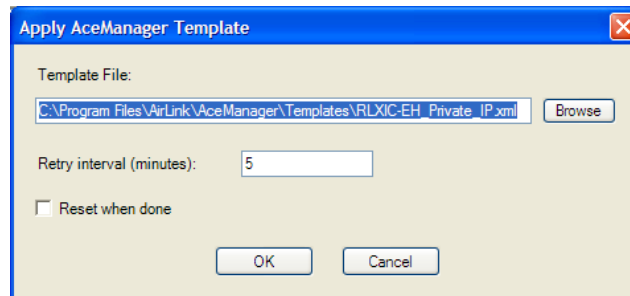 Apply AceManager Template
Template File:
C:\Program Files\AirLink\AceManager\Templates\RLXIC-EH_Private_IP.xml Browse
Retry interval (minutes): 5
Reset when done
OK Cancel